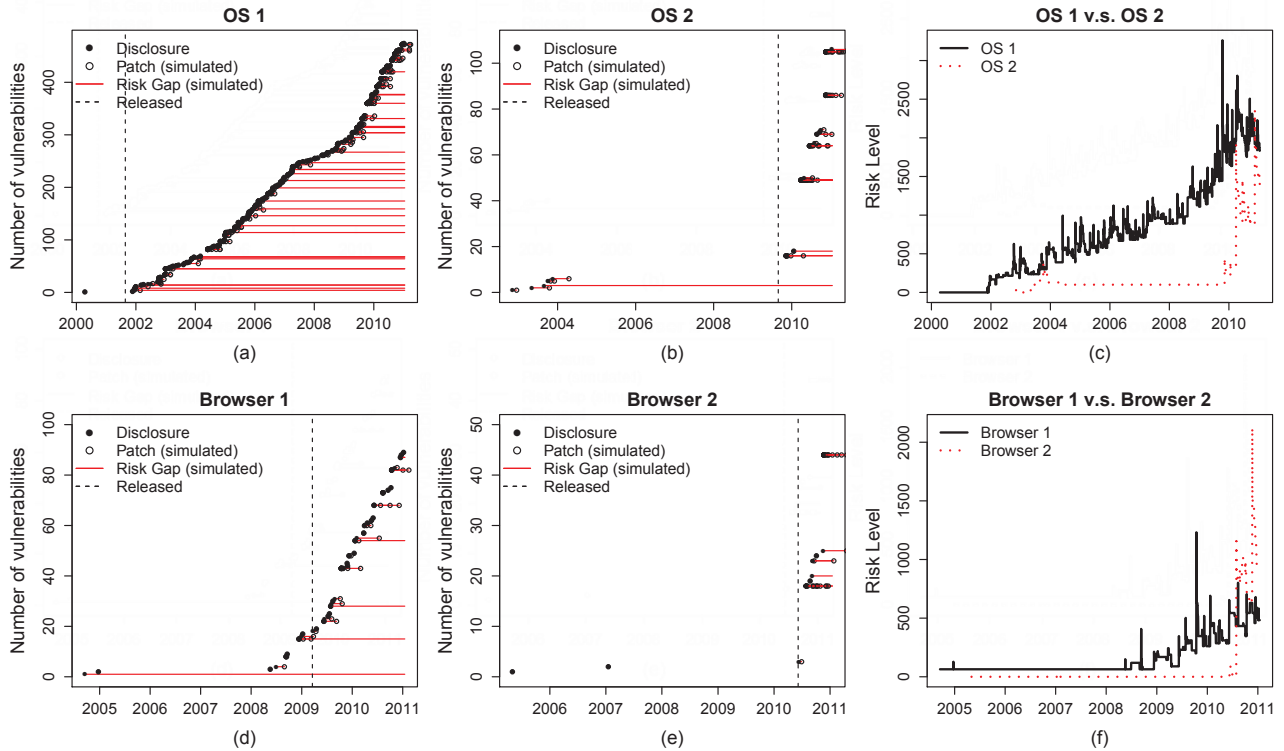 OS 1
Number of vulnerabilities
0 100 200 300 400
Disclosure
Patch (simulated)
Risk Gap (simulated)
Released
2000 2002 2004 2006 2008 2010
(a)
OS 2
Number of vulnerabilities
0 20 40 60 80 100
Disclosure
Patch (simulated)
Risk Gap (simulated)
Released
2004 2006 2008 2010
(b)
OS 1 v.s. OS 2
Risk Level
0 500 1500 2500
OS 1
OS 2
2000 2002 2004 2006 2008 2010
(c)
Browser 1
Number of vulnerabilities
0 20 40 60 80 100
Disclosure
Patch (simulated)
Risk Gap (simulated)
Released
2005 2006 2007 2008 2009 2010 2011
(d)
Browser 2
Number of vulnerabilities
0 10 20 30 40 50
Disclosure
Patch (simulated)
Risk Gap (simulated)
Released
2006 2007 2008 2009 2010 2011
(e)
Browser 1 v.s. Browser 2
Risk Level
0 500 1000 1500 2000
Browser 1
Browser 2
2005 2006 2007 2008 2009 2010 2011
(f)